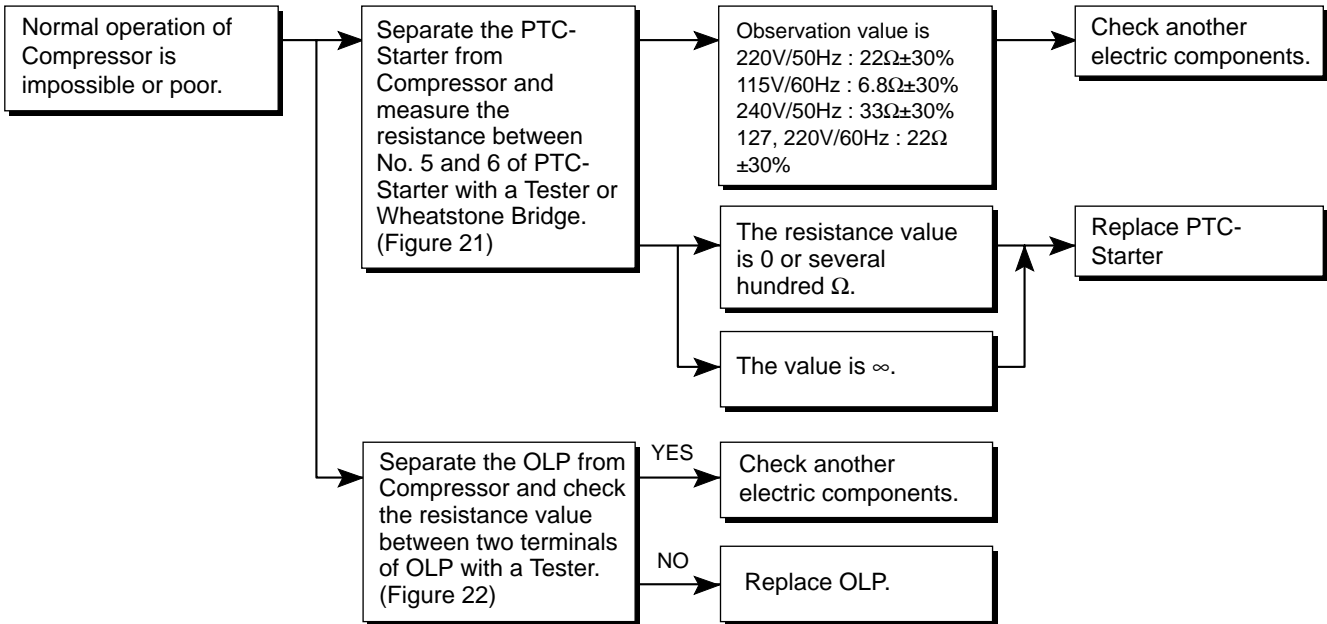 Normal operation of
Compressor is
impossible or poor.
Separate the PTC-
Starter from
Compressor and
measure the
resistance between
No. 5 and 6 of PTC-
Starter with a Tester or
Wheatstone Bridge.
(Figure 21)
Observation value is
220V/50Hz : 22Ω±30%
115V/60Hz : 6.8Ω±30%
240V/50Hz : 33Ω±30%
127, 220V/60Hz : 22Ω
±30%
Check another
electric components.
The resistance value
is 0 or several
hundred Ω.
Replace PTC-
Starter
The value is ∞.
Separate the OLP from
Compressor and check
the resistance value
between two terminals
of OLP with a Tester.
(Figure 22)
YES
Check another
electric components.
NO
Replace OLP.